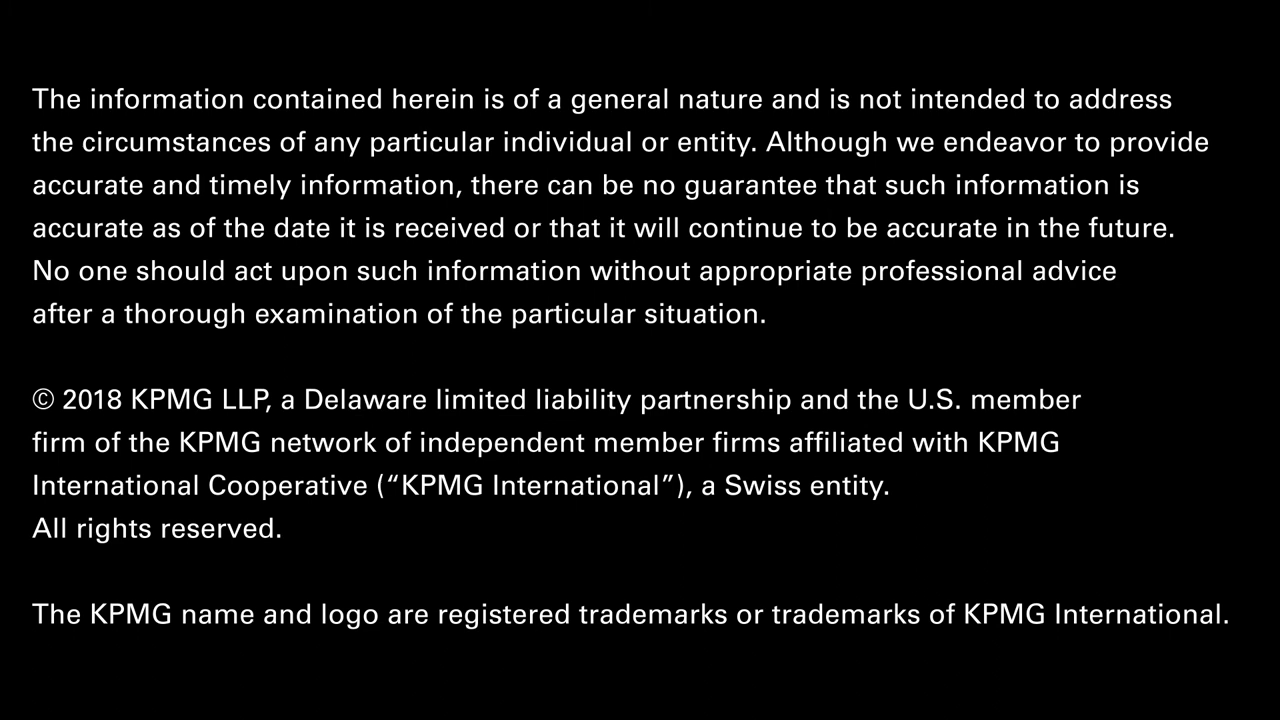 The information contained herein is of a general nature and is not intended to address
the circumstances of any particular individual or entity. Although we endeavor to provide
accurate and timely information, there can be no guarantee that such information is
accurate as of the date it is received or that it will continue to be accurate in the future.
No one should act upon such information without appropriate professional advice
after a thorough examination of the particular situation.
© 2018 KPMG LLP, a Delaware limited liability partnership and the U.S. member
firm of the KPMG network of independent member firms affiliated with KPMG
International Cooperative (“KPMG International”), a Swiss entity.
All rights reserved.
The KPMG name and logo are registered trademarks or trademarks of KPMG International.